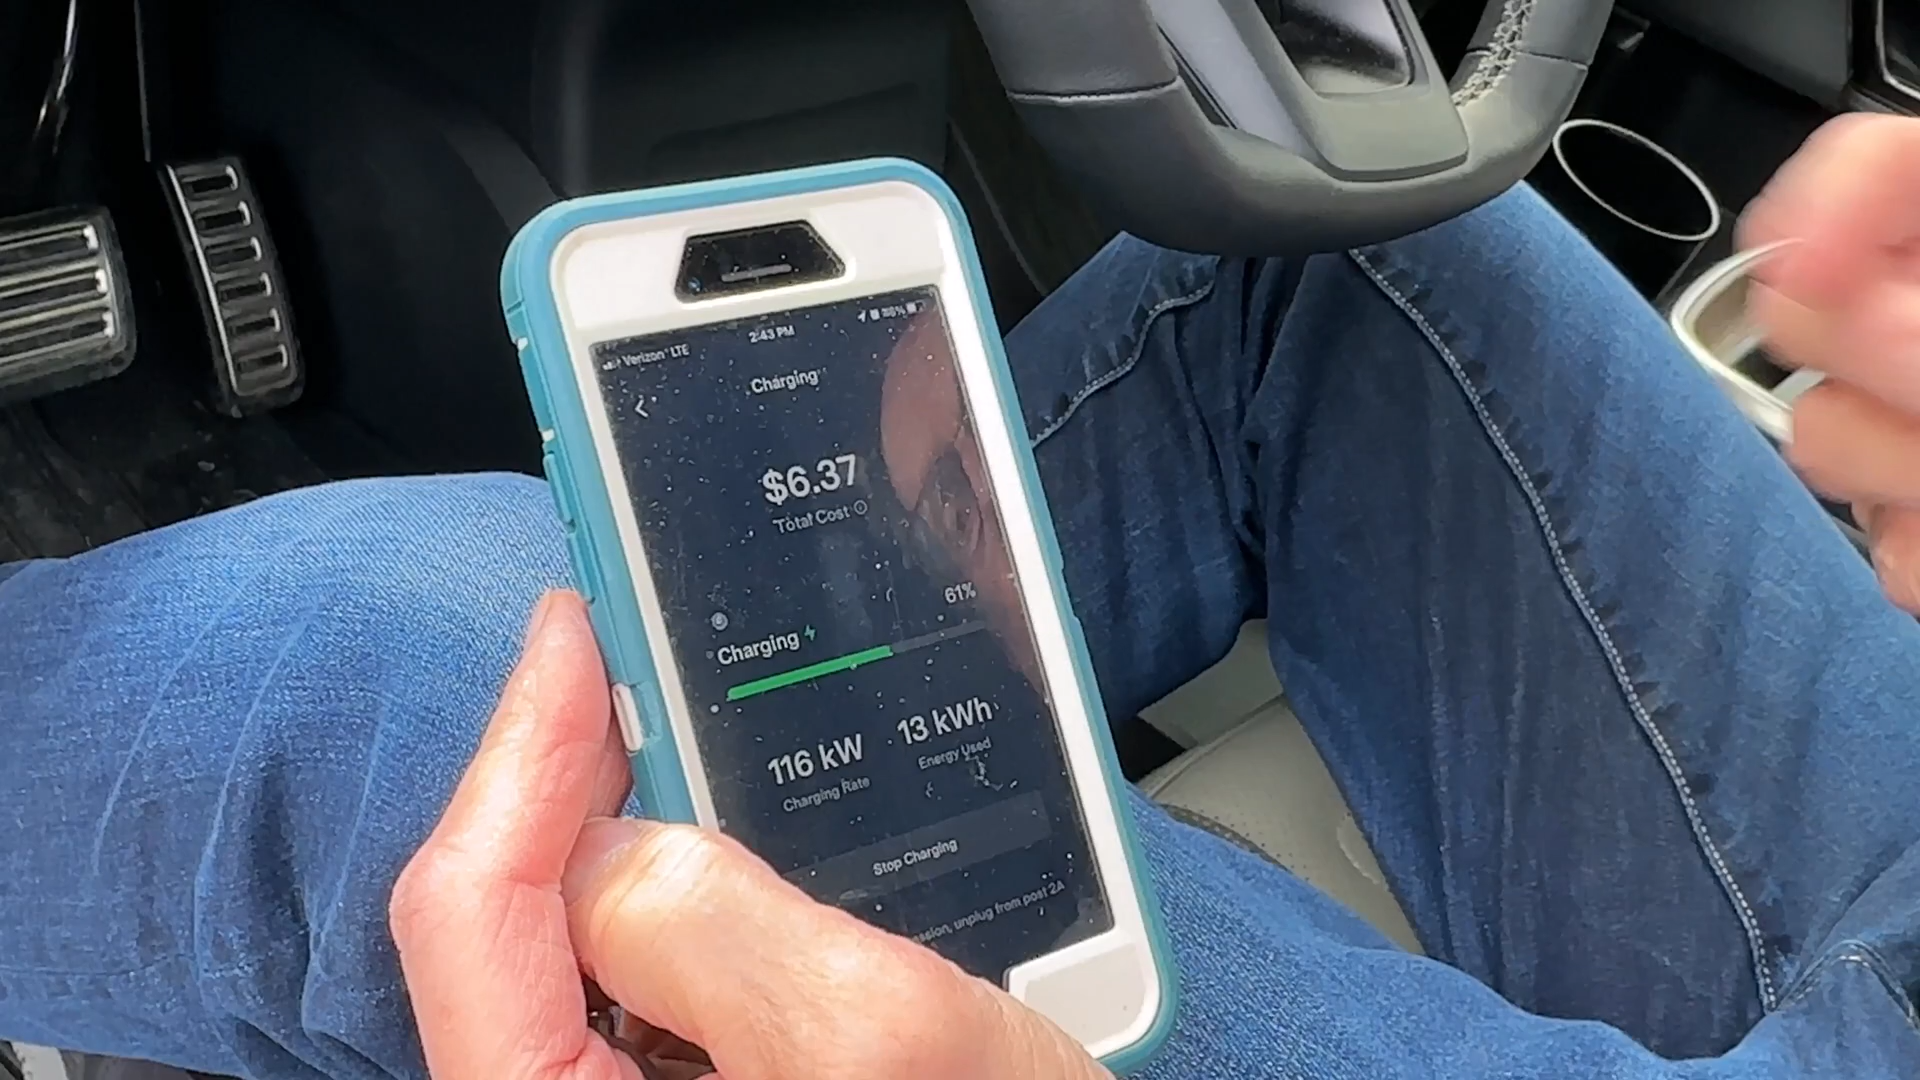 Verizon LTE
2:43 PM
Charging
$6.37
Total Cost
61%
Charging
116 kW
Charging Rate
13 kWh
Energy Used
Stop Charging
unplug from post 2A